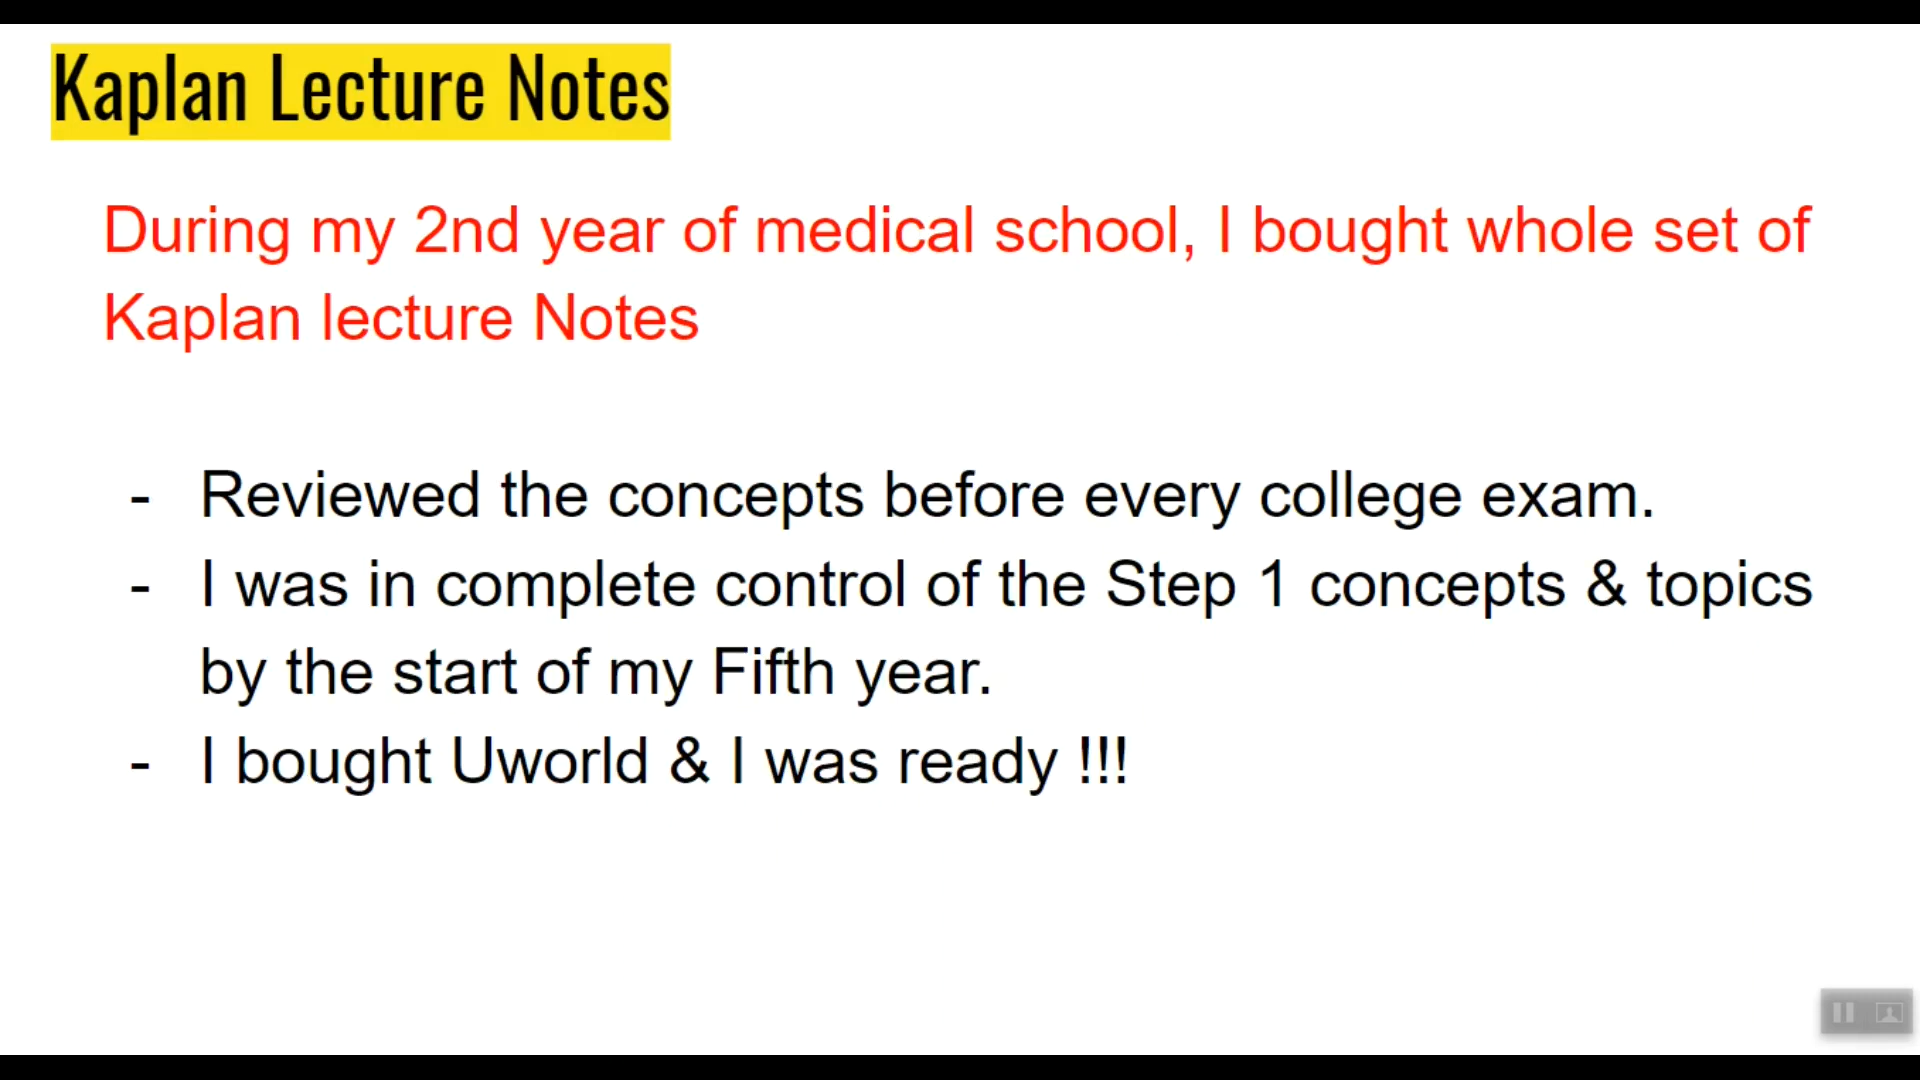 Kaplan Lecture Notes
During my 2nd year of medical school, I bought whole set of
Kaplan lecture Notes
- Reviewed the concepts before every college exam.
- I was in complete control of the Step 1 concepts & topics
by the start of my Fifth year.
- I bought Uworld & I was ready !!!